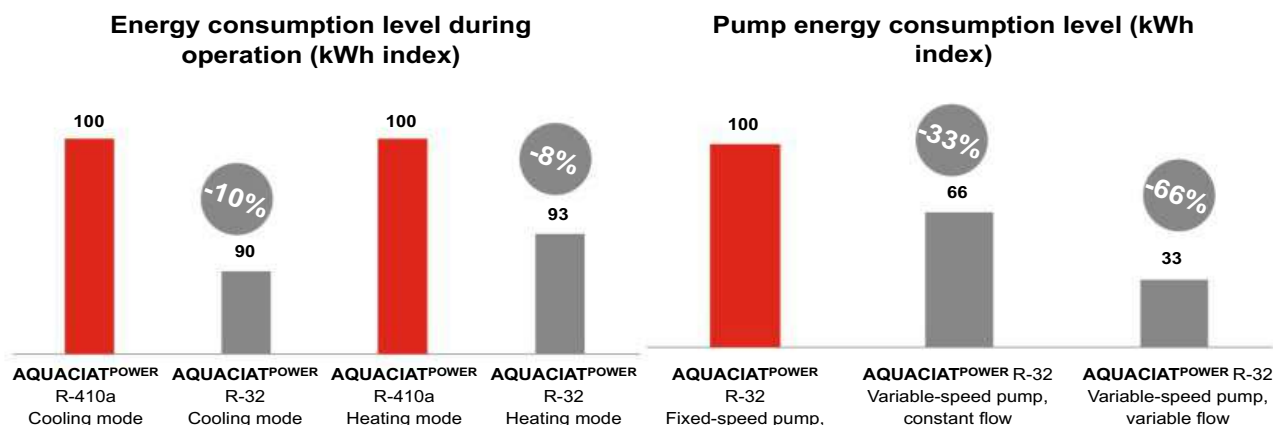 Energy consumption level during
operation (kWh index)
100
-10%
90
100
-8%
93
AQUACIATPOWER
R-410a
Cooling mode
AQUACIATPOWER
R-32
Cooling mode
AQUACIATPOWER
R-410a
Heating mode
AQUACIATPOWER
R-32
Heating mode
Pump energy consumption level (kWh
index)
100
-33%
66
-66%
33
AQUACIATPOWER
R-32
Fixed-speed pump,
AQUACIATPOWER R-32
Variable-speed pump,
constant flow
AQUACIATPOWER R-32
Variable-speed pump,
variable flow